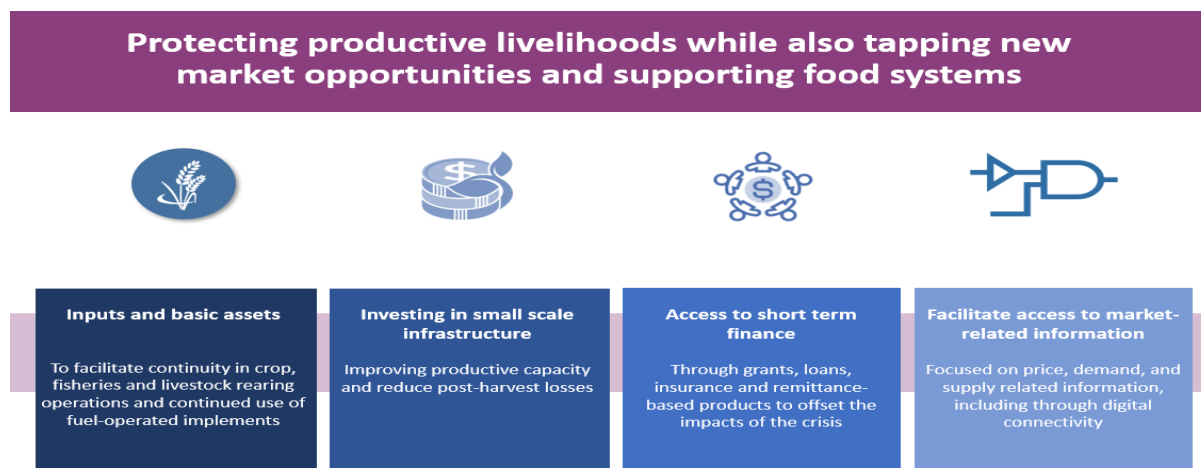 Protecting productive livelihoods while also tapping new
market opportunities and supporting food systems
$
$
Inputs and basic assets
To facilitate continuity in crop,
fisheries and livestock rearing
operations and continued use of
fuel-operated implements
Investing in small scale
infrastructure
Improving productive capacity
and reduce post-harvest losses
Access to short term
finance
Through grants, loans,
insurance and remittance-
based products to offset the
impacts of the crisis
Facilitate access to market-
related information
Focused on price, demand, and
supply related information,
including through digital
connectivity